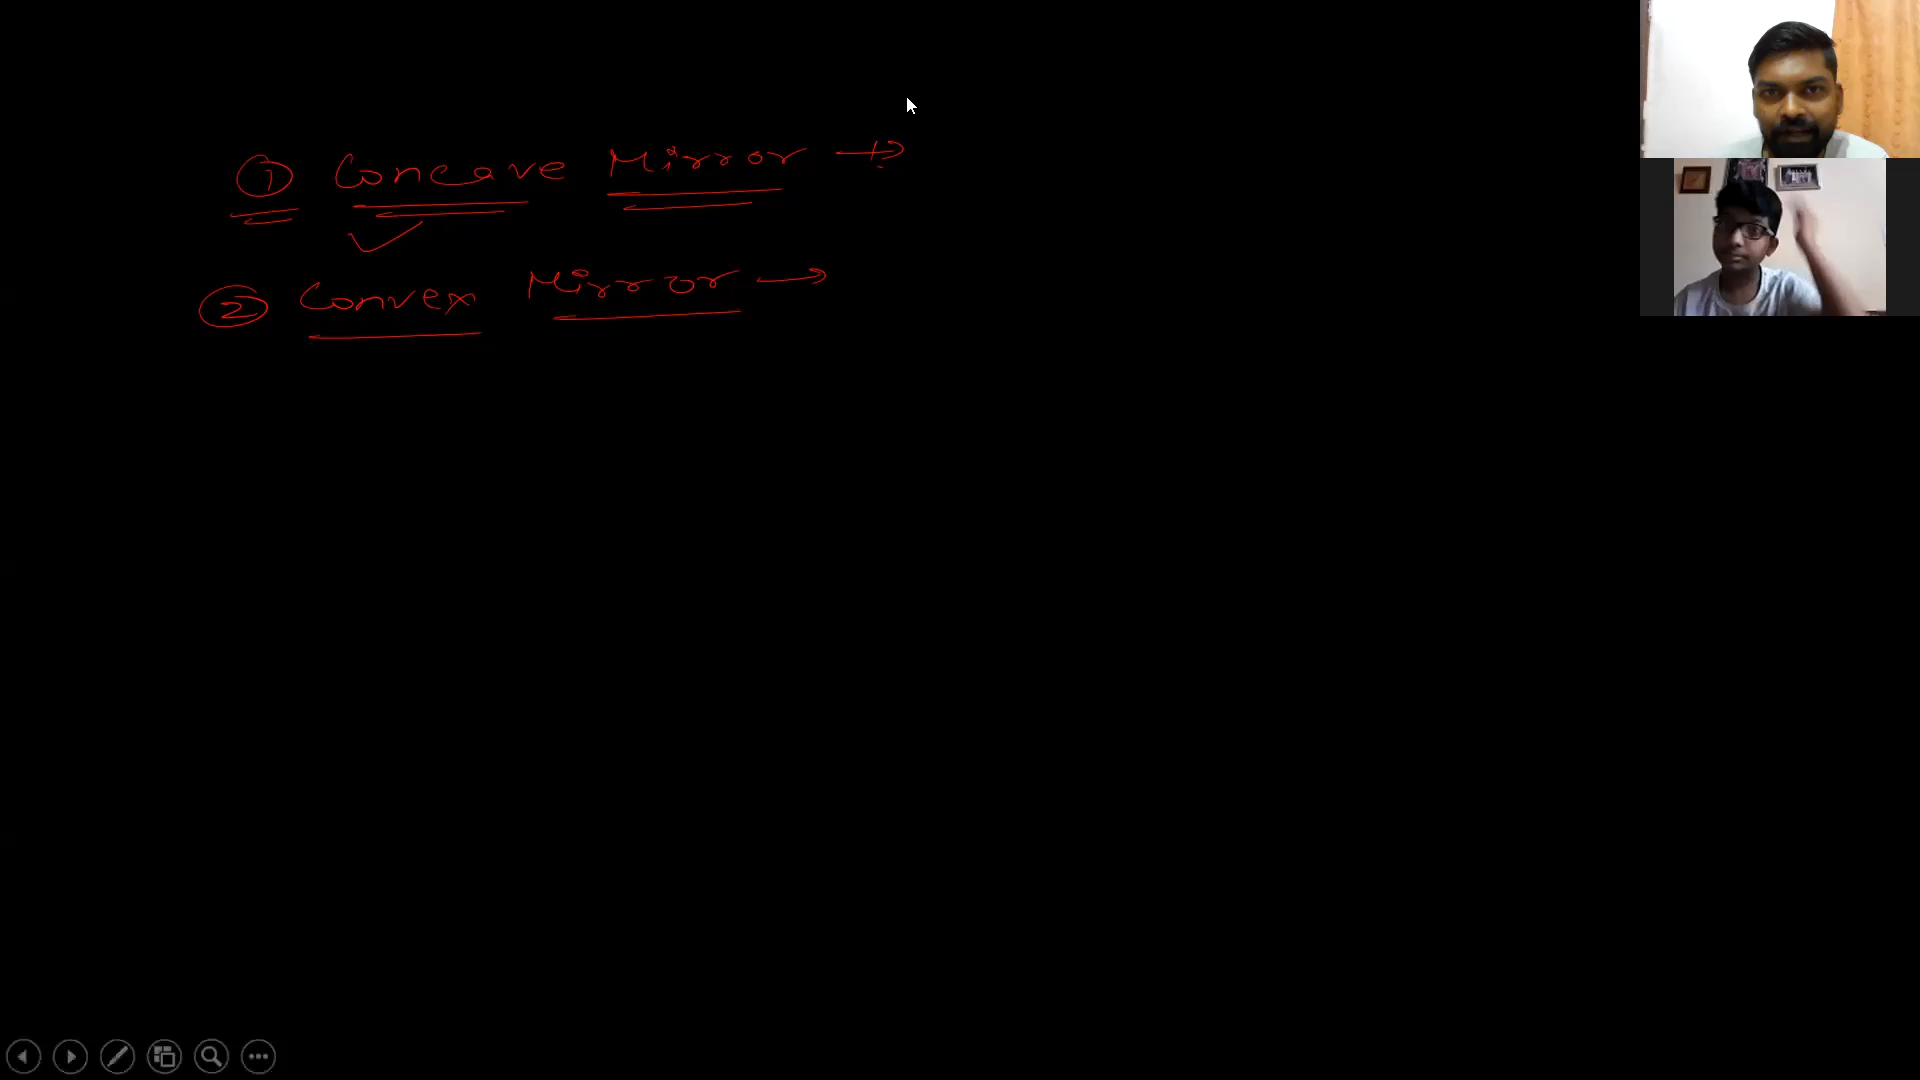 ① Concave Mirror →
② Convex Mirror →